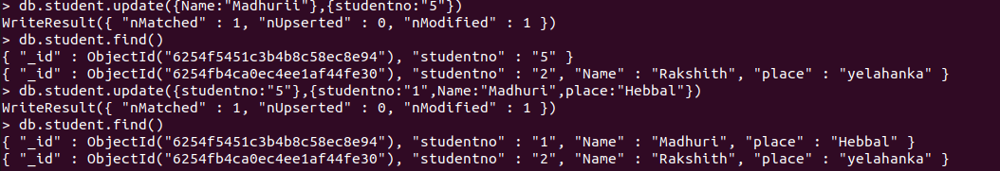 > db.student.update({Name:"Madhurii"},{studentno:"5"})
WriteResult({ "nMatched" : 1, "nUpserted" : 0, "nModified" : 1 })
> db.student.find()
{ "_id" : ObjectId("6254f5451c3b4b8c58ec8e94"), "studentno" : "5" }
{ "_id" : ObjectId("6254fb4ca0ec4ee1af44fe30"), "studentno" : "2", "Name" : "Rakshith", "place" : "yelahanka" }
> db.student.update({studentno:"5"},{studentno:"1",Name:"Madhuri",place:"Hebbal"})
WriteResult({ "nMatched" : 1, "nUpserted" : 0, "nModified" : 1 })
> db.student.find()
{ "_id" : ObjectId("6254f5451c3b4b8c58ec8e94"), "studentno" : "1", "Name" : "Madhuri", "place" : "Hebbal" }
{ "_id" : ObjectId("6254fb4ca0ec4ee1af44fe30"), "studentno" : "2", "Name" : "Rakshith", "place" : "yelahanka" }